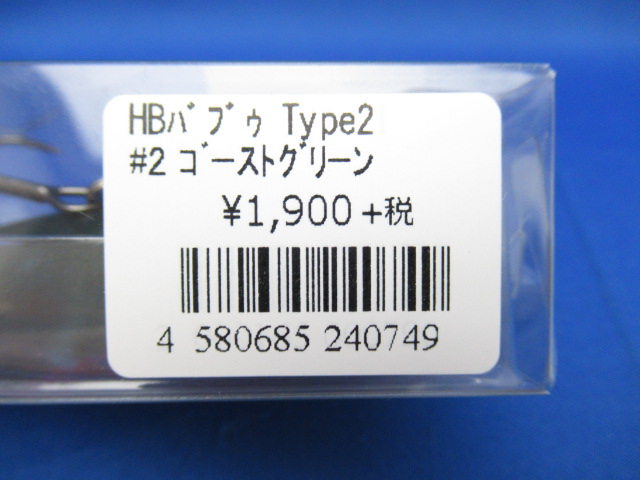 HBﾊﾞﾌﾞｩ Type2
#2 ｺﾞｰｽﾄｸﾞﾘｰﾝ
¥1,900 +税
4 580685 240749